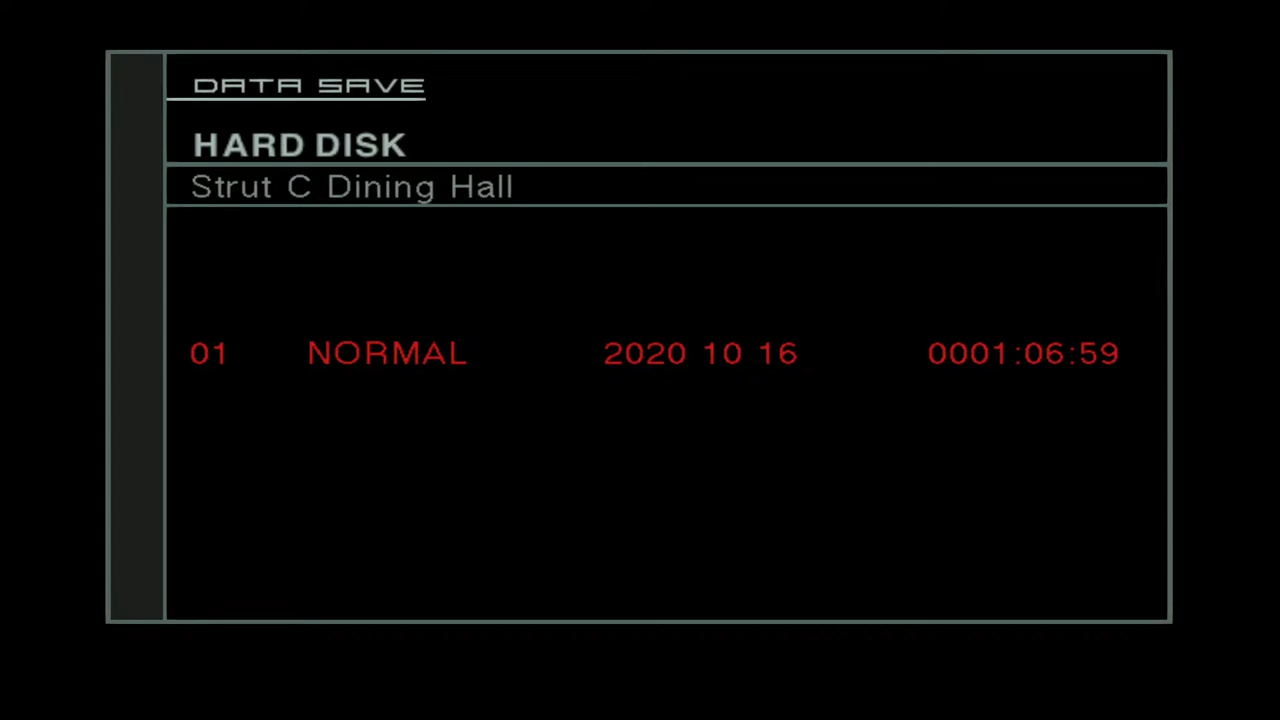 DATA SAVE
HARD DISK
Strut C Dining Hall
01 NORMAL 2020 10 16 0001:06:59